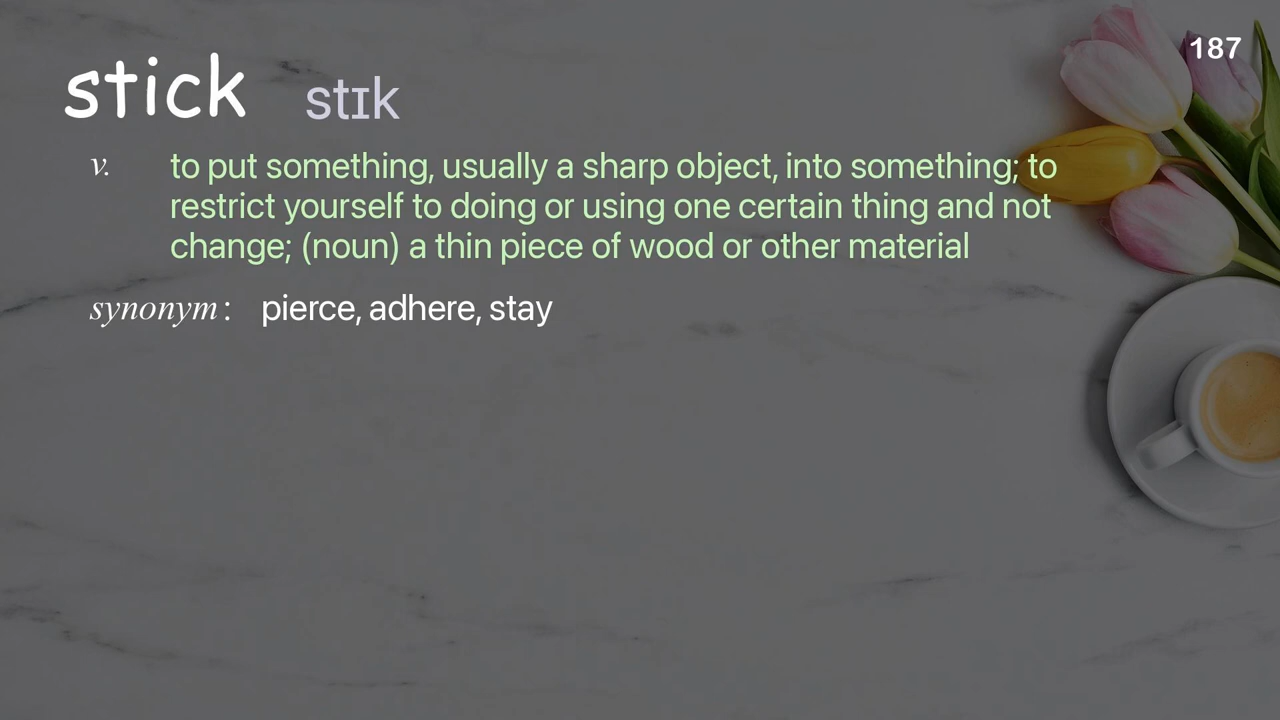 187
stick stɪk
v. to put something, usually a sharp object, into something; to
restrict yourself to doing or using one certain thing and not
change; (noun) a thin piece of wood or other material
synonym : pierce, adhere, stay